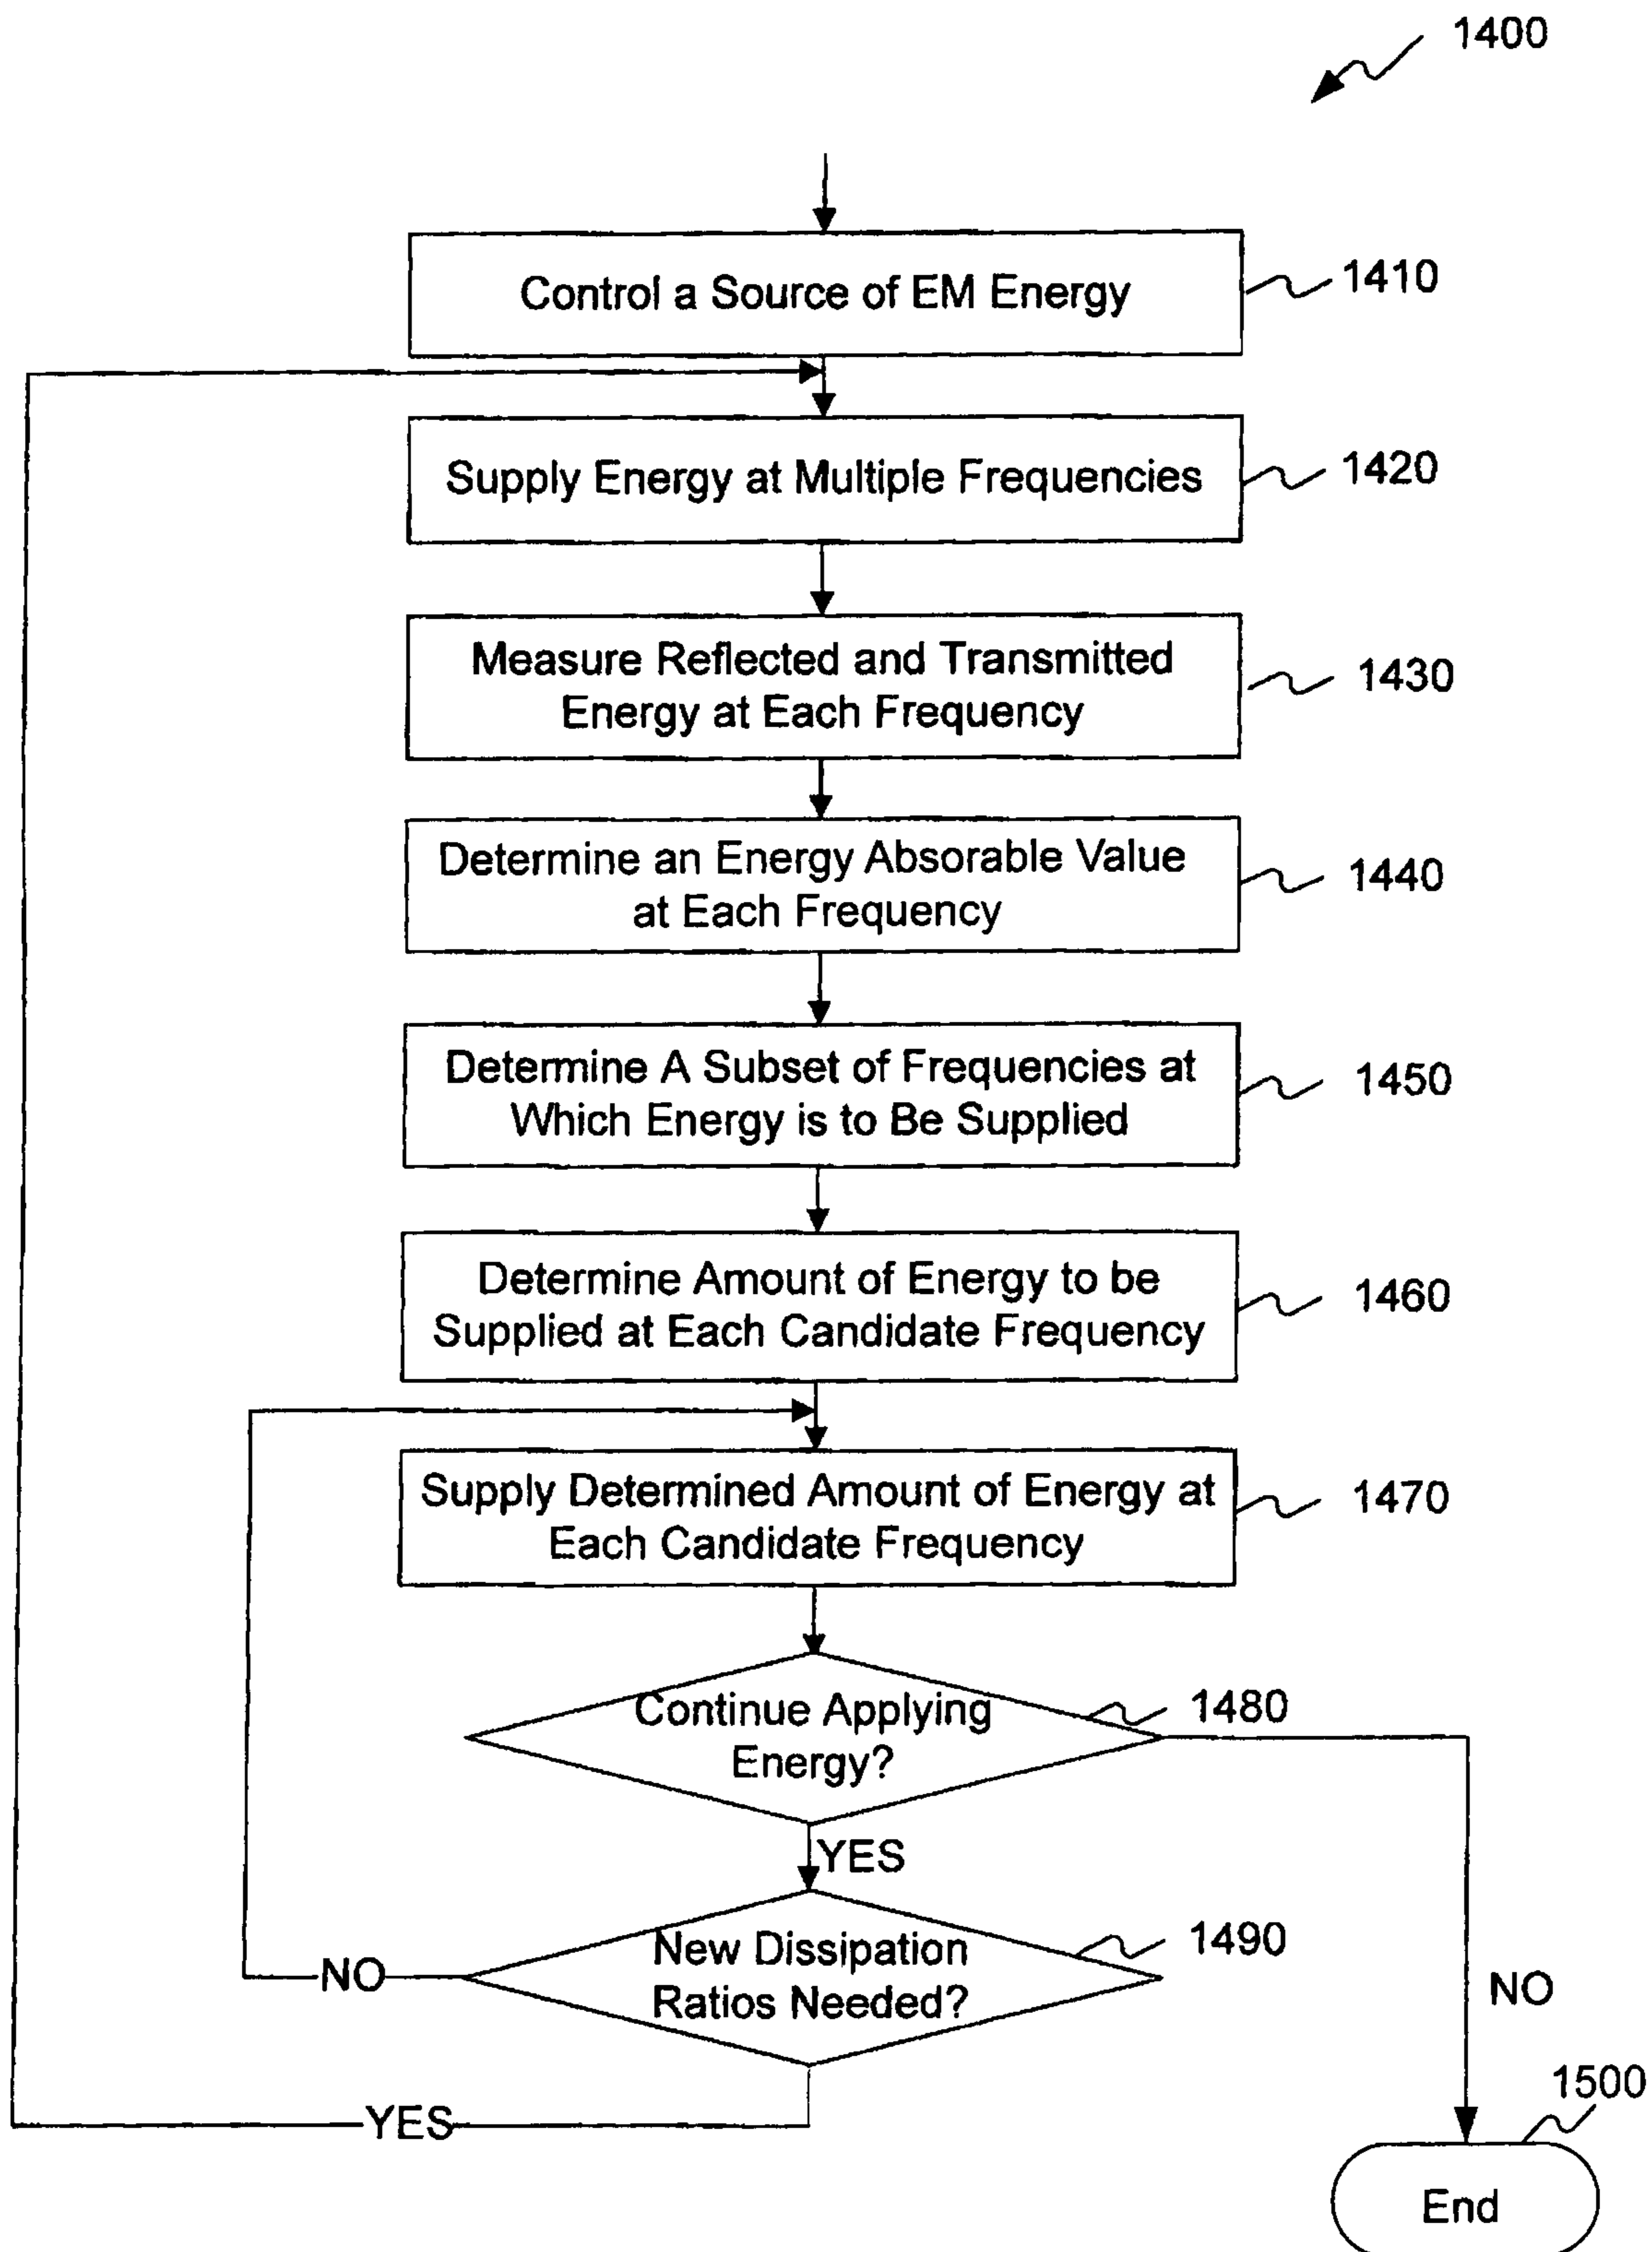 1400
Control a Source of EM Energy
1410
Supply Energy at Multiple Frequencies
1420
Measure Reflected and Transmitted
Energy at Each Frequency
1430
Determine an Energy Absorable Value
at Each Frequency
1440
Determine A Subset of Frequencies at
Which Energy is to Be Supplied
1450
Determine Amount of Energy to be
Supplied at Each Candidate Frequency
1460
Supply Determined Amount of Energy at
Each Candidate Frequency
1470
Continue Applying
Energy?
1480
YES
New Dissipation
Ratios Needed?
1490
NO
NO
YES
1500
End